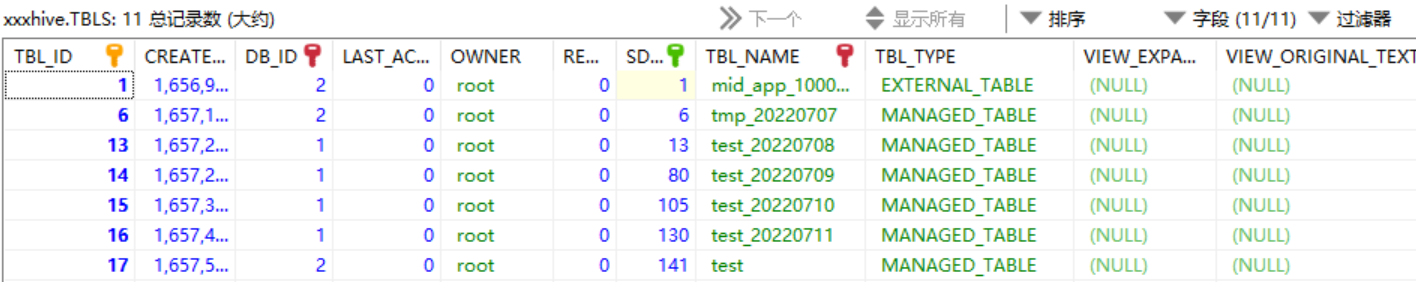 xxxhive.TBLS: 11 总记录数 (大约) 下一个 显示所有 排序 字段 (11/11) 过滤器
TBL_ID CREATE... DB_ID LAST_AC... OWNER RE... SD... TBL_NAME TBL_TYPE VIEW_EXPA... VIEW_ORIGINAL_TEXT
1 1,656,9... 2 0 root 0 1 mid_app_1000... EXTERNAL_TABLE (NULL) (NULL)
6 1,657,1... 2 0 root 0 6 tmp_20220707 MANAGED_TABLE (NULL) (NULL)
13 1,657,2... 1 0 root 0 13 test_20220708 MANAGED_TABLE (NULL) (NULL)
14 1,657,2... 1 0 root 0 80 test_20220709 MANAGED_TABLE (NULL) (NULL)
15 1,657,3... 1 0 root 0 105 test_20220710 MANAGED_TABLE (NULL) (NULL)
16 1,657,4... 1 0 root 0 130 test_20220711 MANAGED_TABLE (NULL) (NULL)
17 1,657,5... 2 0 root 0 141 test MANAGED_TABLE (NULL) (NULL)